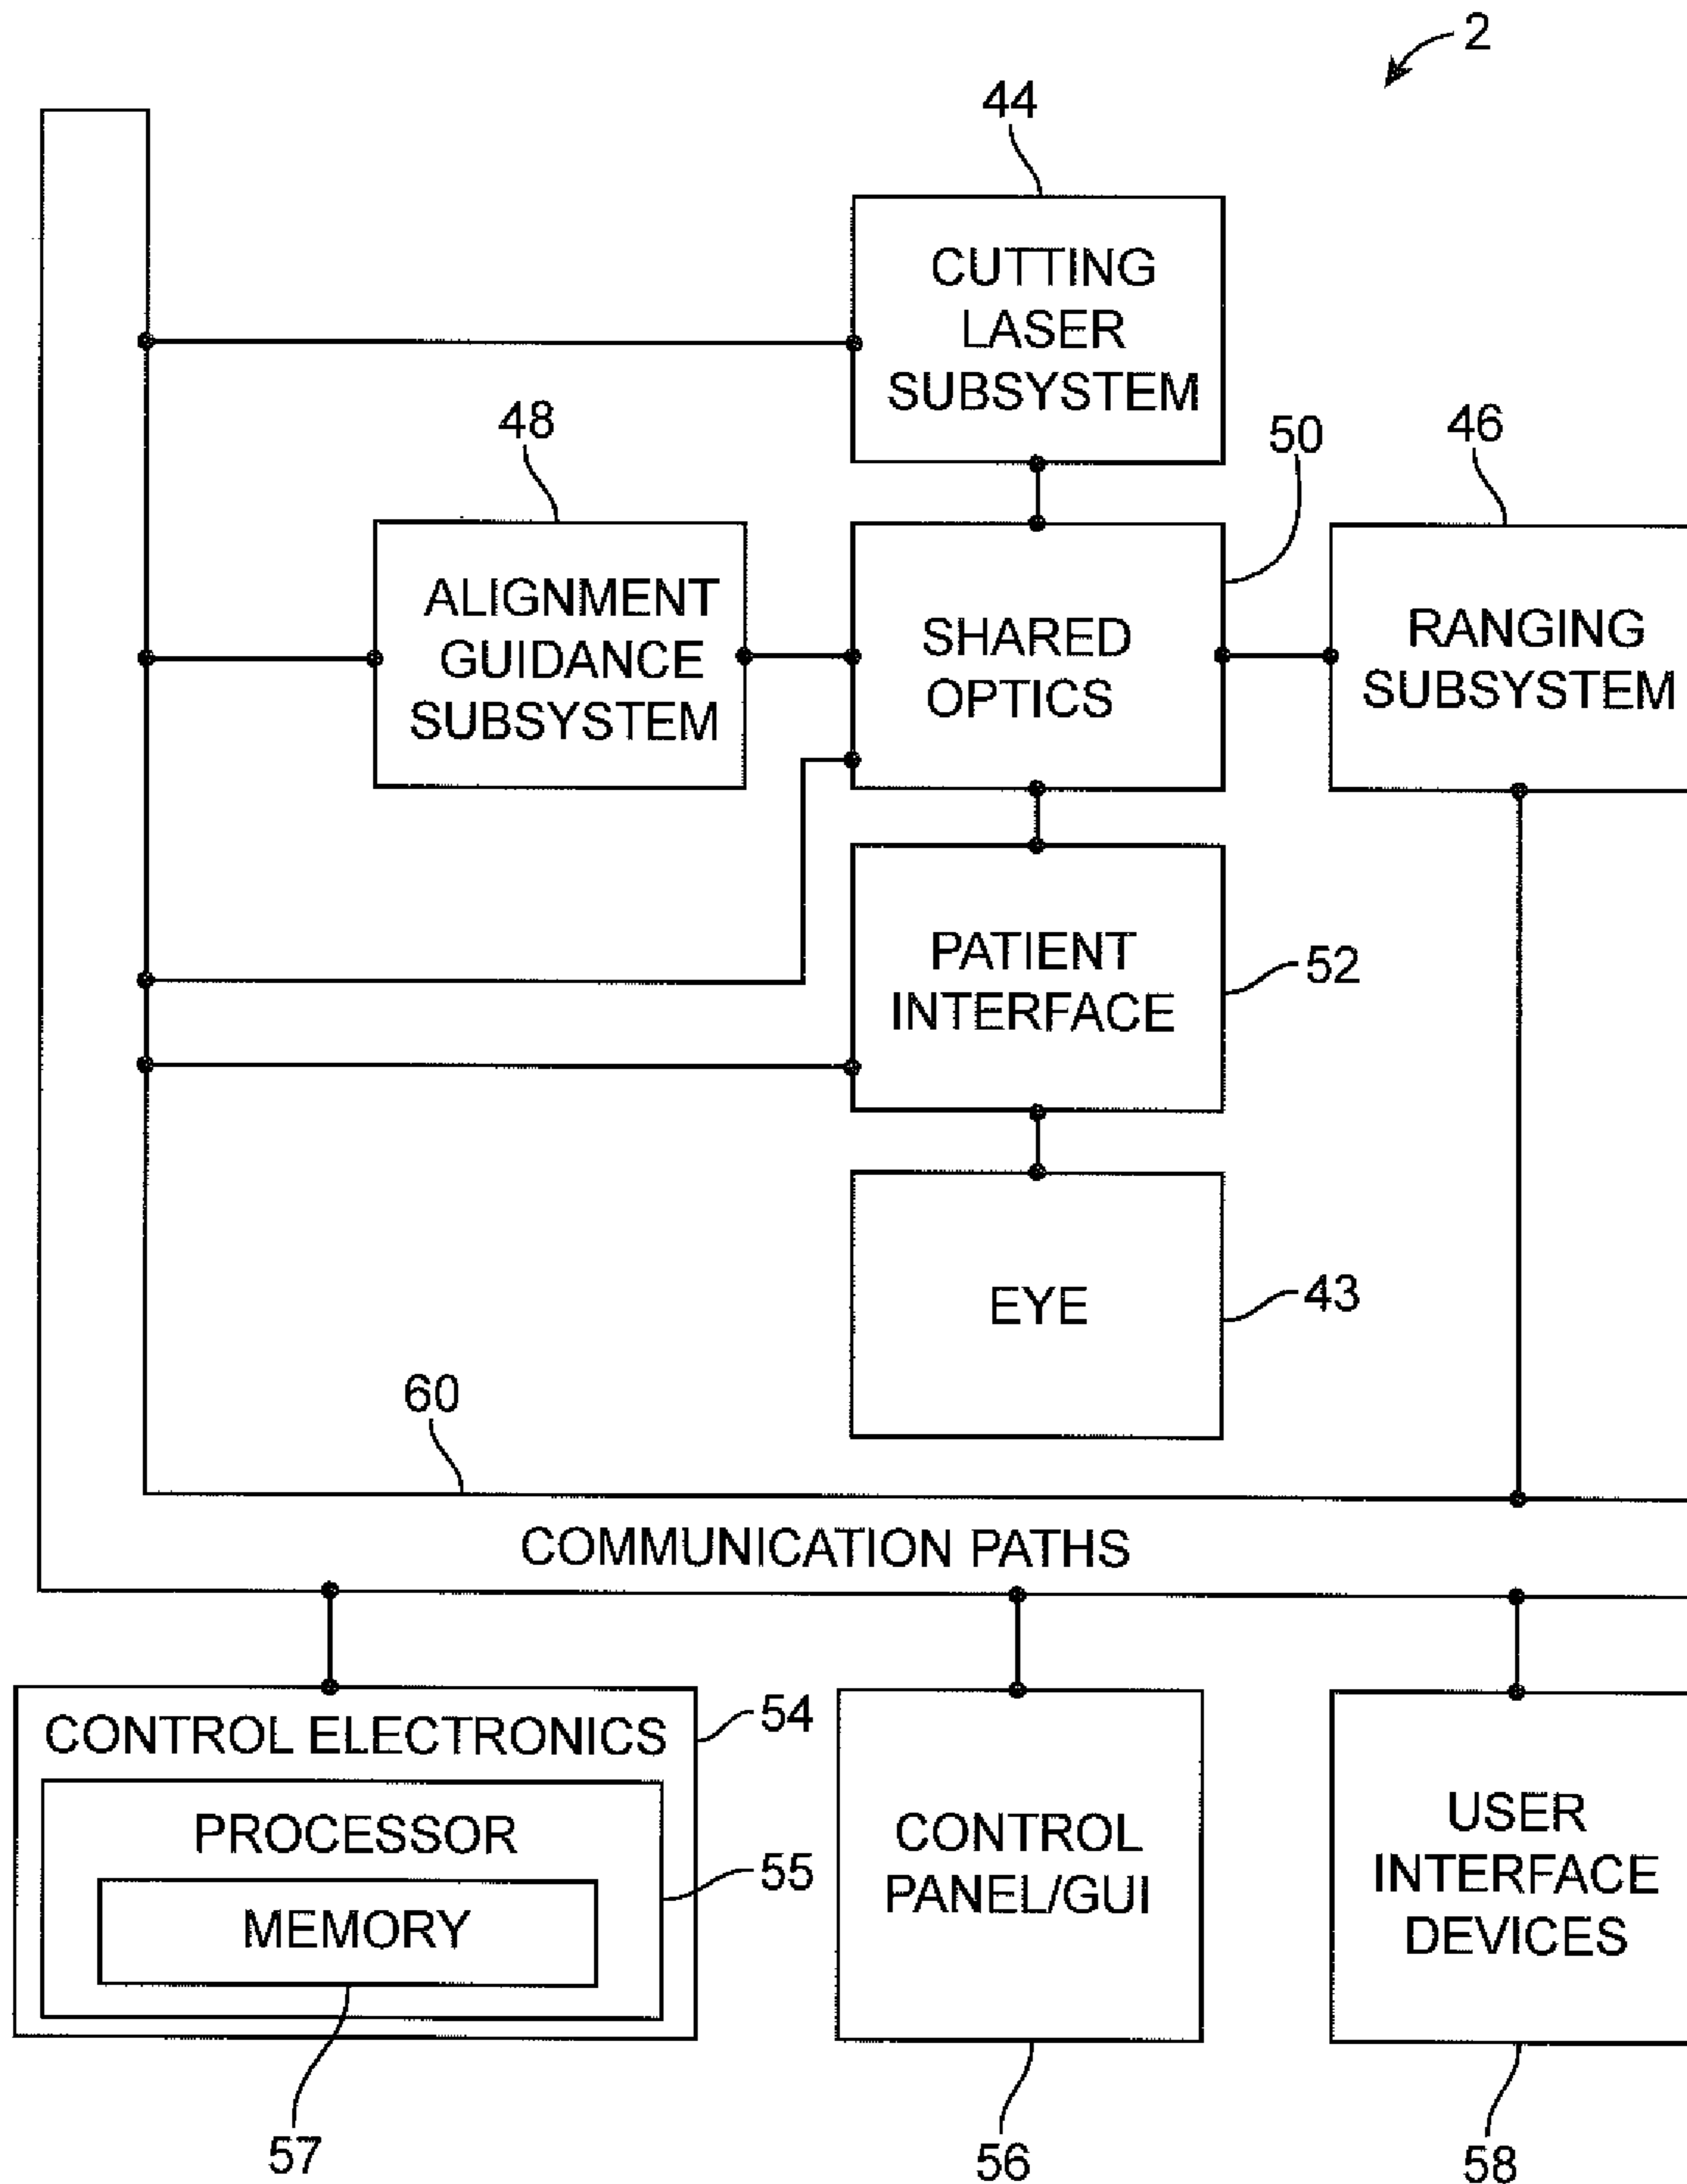 2
44
CUTTING
LASER
SUBSYSTEM
48
50
46
ALIGNMENT
GUIDANCE
SUBSYSTEM
SHARED
OPTICS
RANGING
SUBSYSTEM
PATIENT
INTERFACE
52
EYE
43
60
COMMUNICATION PATHS
CONTROL ELECTRONICS
54
PROCESSOR
55
MEMORY
57
CONTROL
PANEL/GUI
56
USER
INTERFACE
DEVICES
58